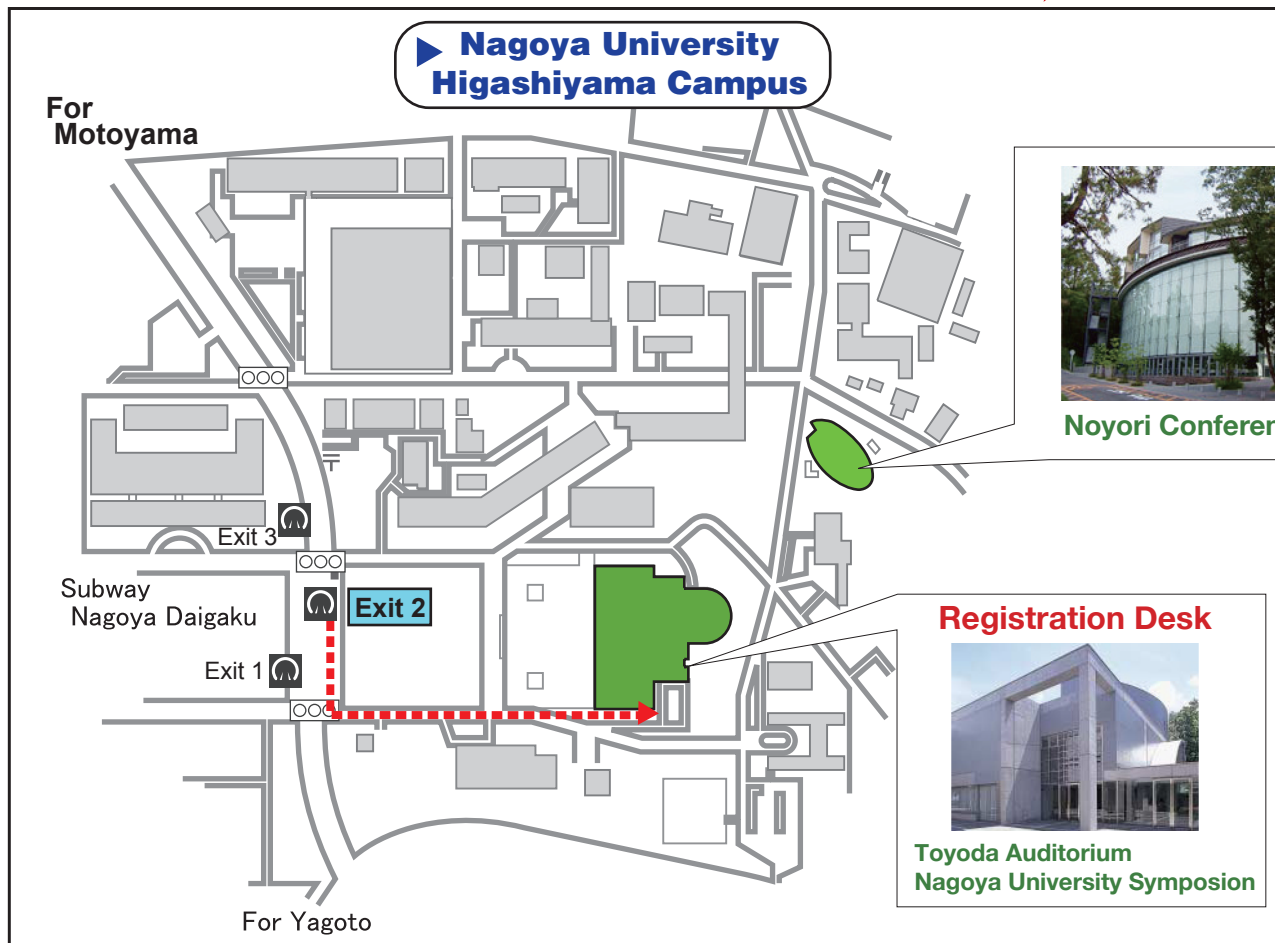 Nagoya University
Higashiyama Campus
For
Motoyama
Noyori
Exit 3
Subway
Nagoya Daigaku
Exit 2
Exit 1
Registration Desk
Toyoda Auditorium
Nagoya University Symposion
For Yagoto